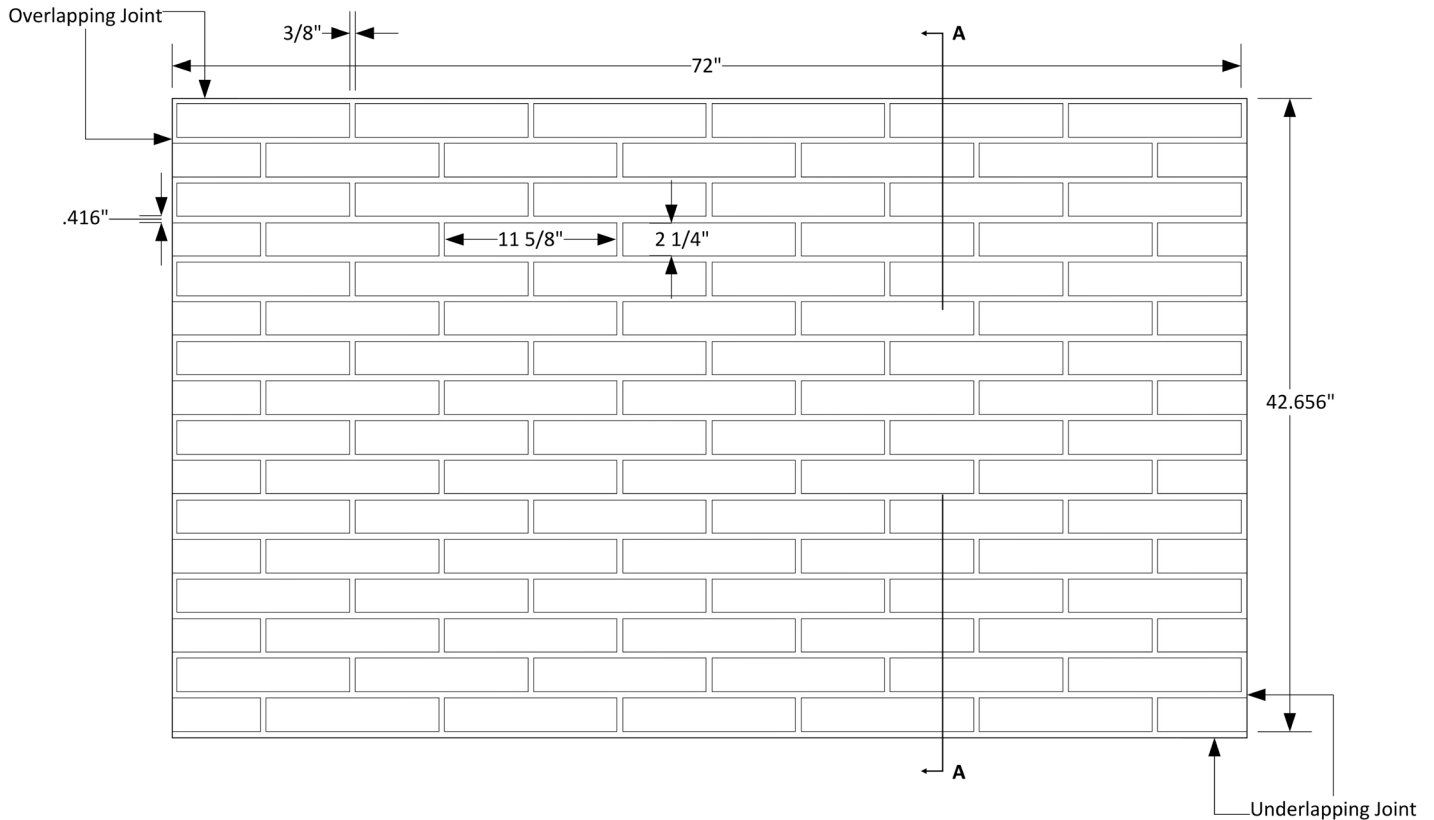 Overlapping Joint
3/8"
A
72"
.416"
11 5/8"
2 1/4"
42.656"
A
Underlapping Joint